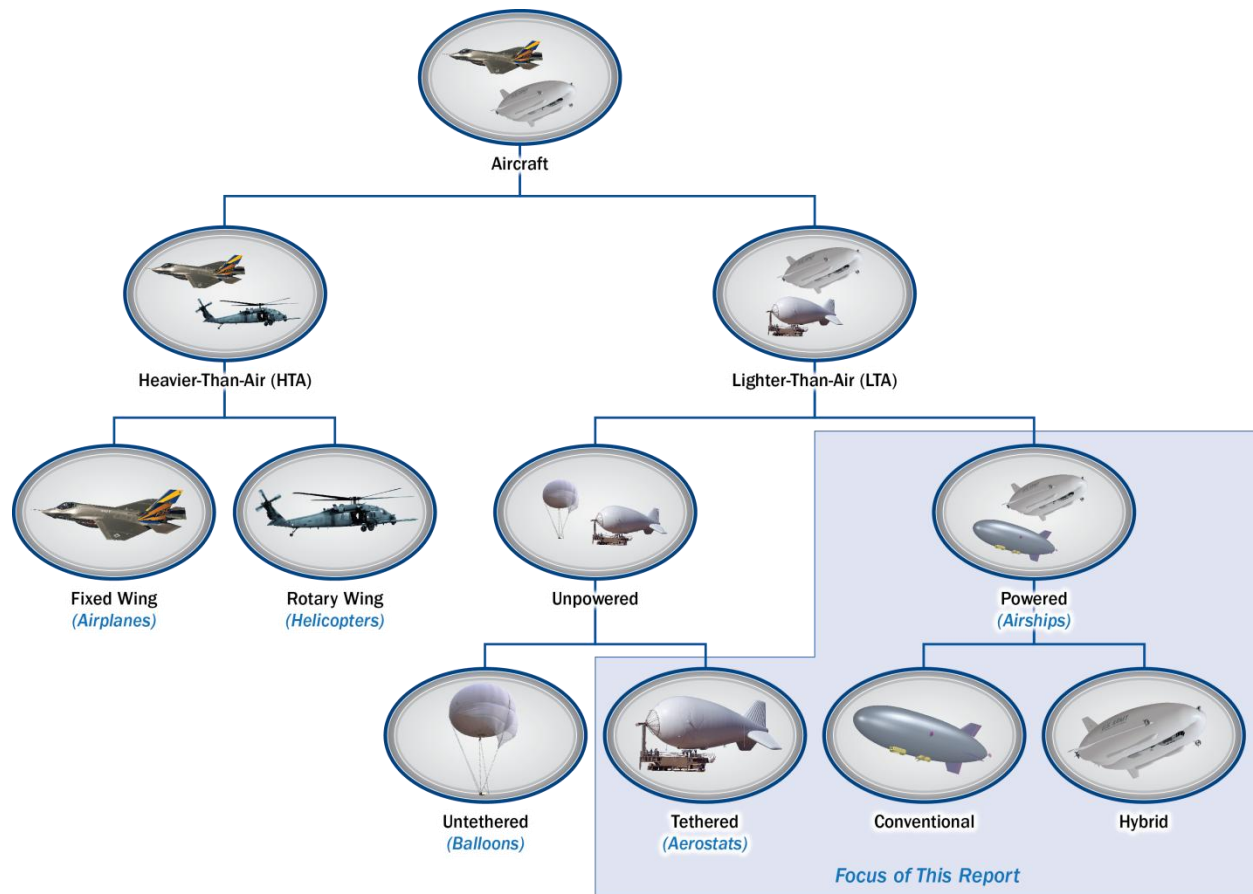 Aircraft
Heavier-Than-Air (HTA)
Lighter-Than-Air (LTA)
Fixed Wing
(Airplanes)
Rotary Wing
(Helicopters)
Unpowered
Powered
(Airships)
Untethered
(Balloons)
Tethered
(Aerostats)
Conventional
Hybrid
Focus of This Report